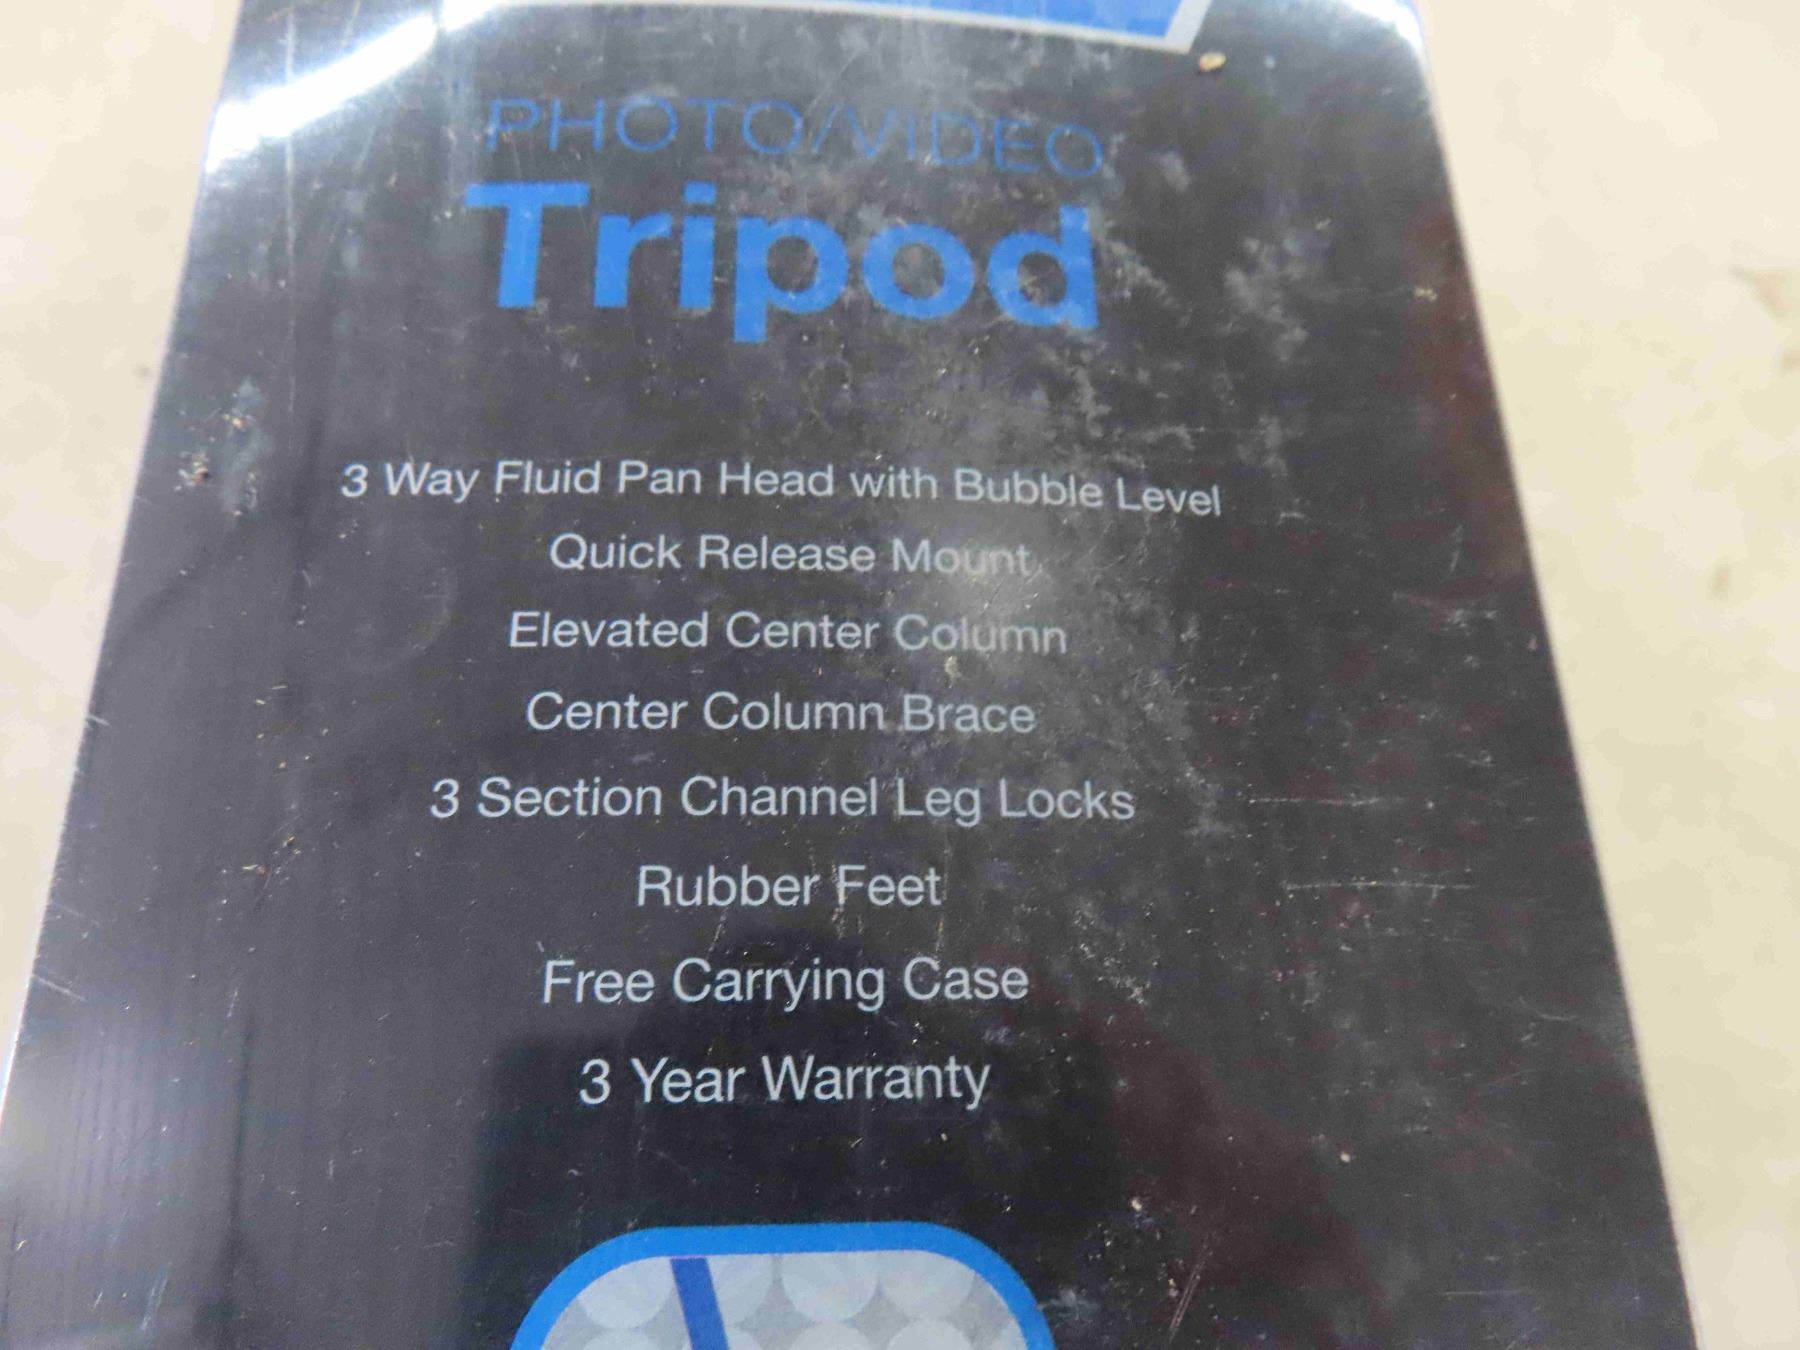 PHOTO/VIDEO
Tripod
3 Way Fluid Pan Head with Bubble Level
Quick Release Mount
Elevated Center Column
Center Column Brace
3 Section Channel Leg Locks
Rubber Feet
Free Carrying Case
3 Year Warranty